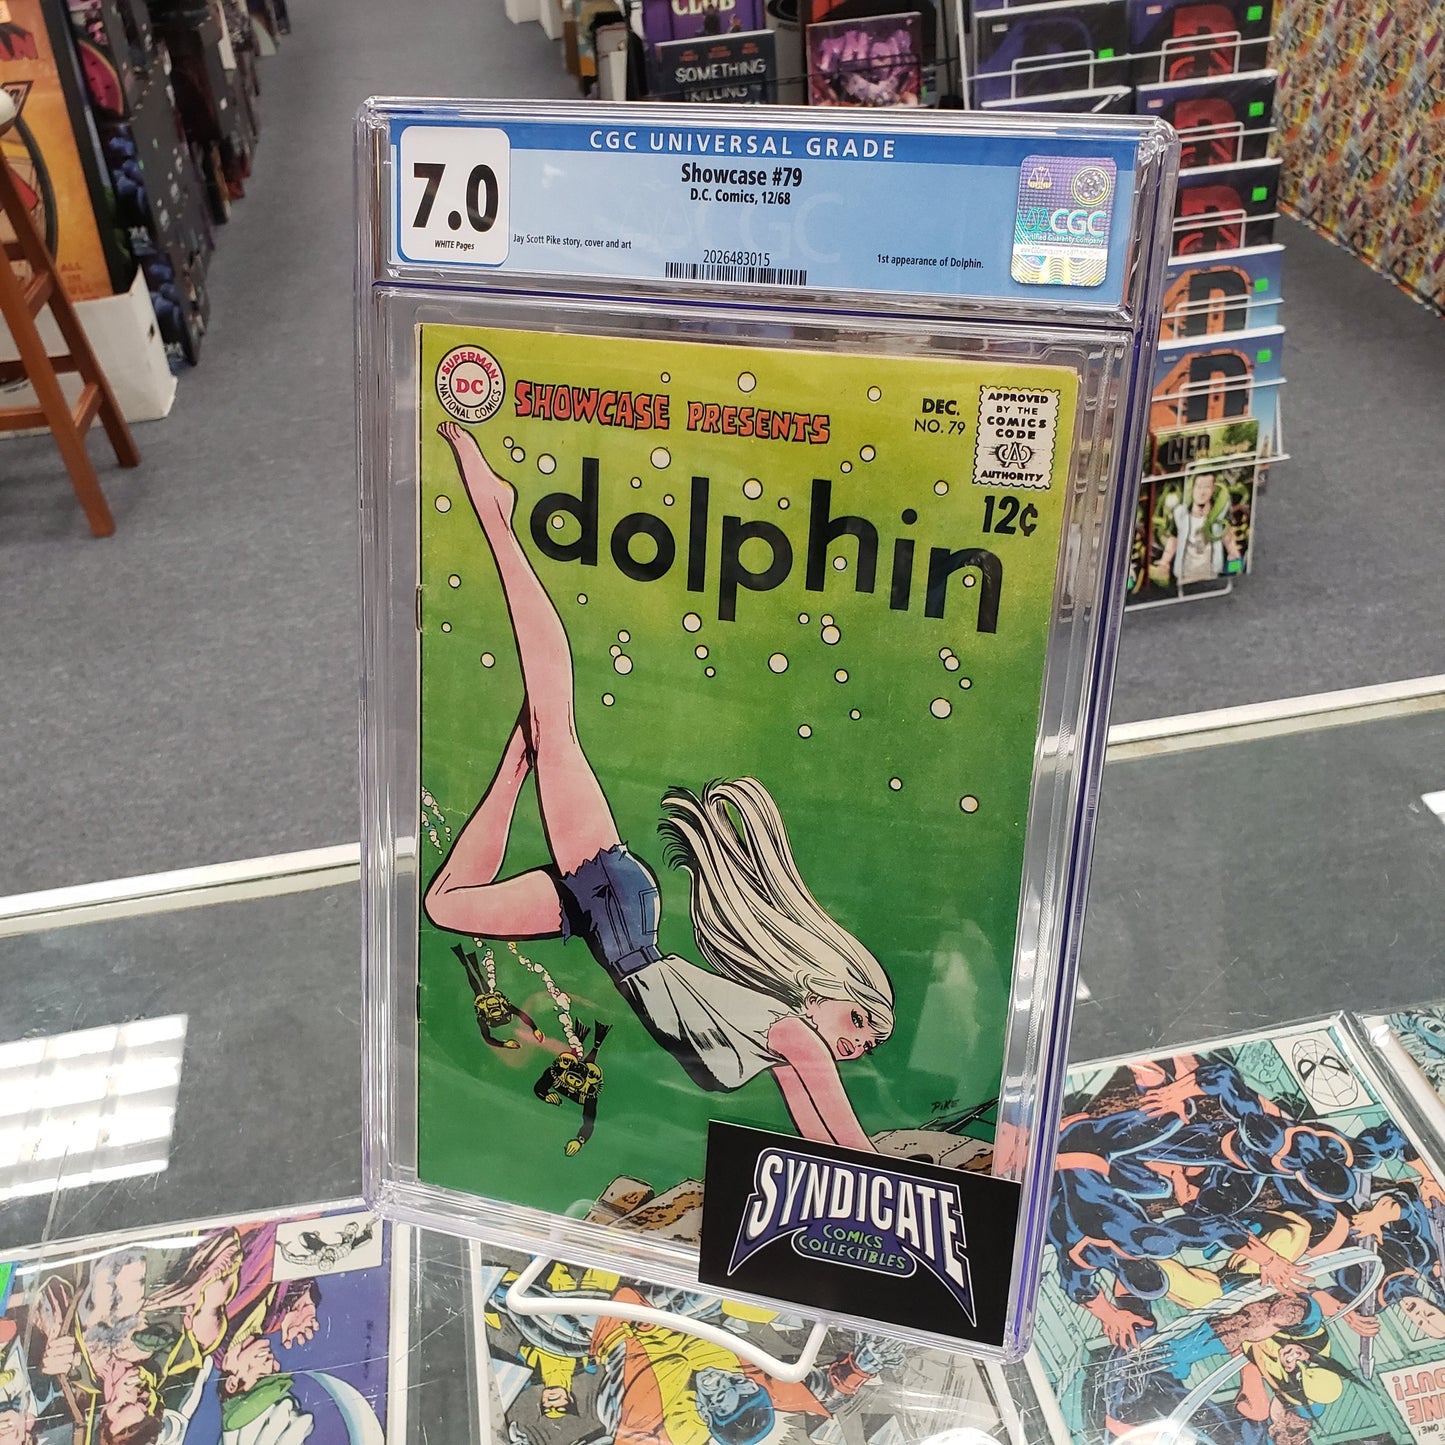 CLUB
SOMETHING
IS KILLING
CGC UNIVERSAL GRADE
7.0
WHITE Pages
Showcase #79
D.C. Comics, 12/68
Jay Scott Pike story, cover and art
2026483015
1st appearance of Dolphin.
CGC
SUPERMAN
DC
NATIONAL COMICS
SHOWCASE PRESENTS
DEC.
NO. 79
APPROVED
BY THE
COMICS
CODE
AUTHORITY
12¢
dolphin
PIKE
SYNDICATE
COMICS
COLLECTIBLES